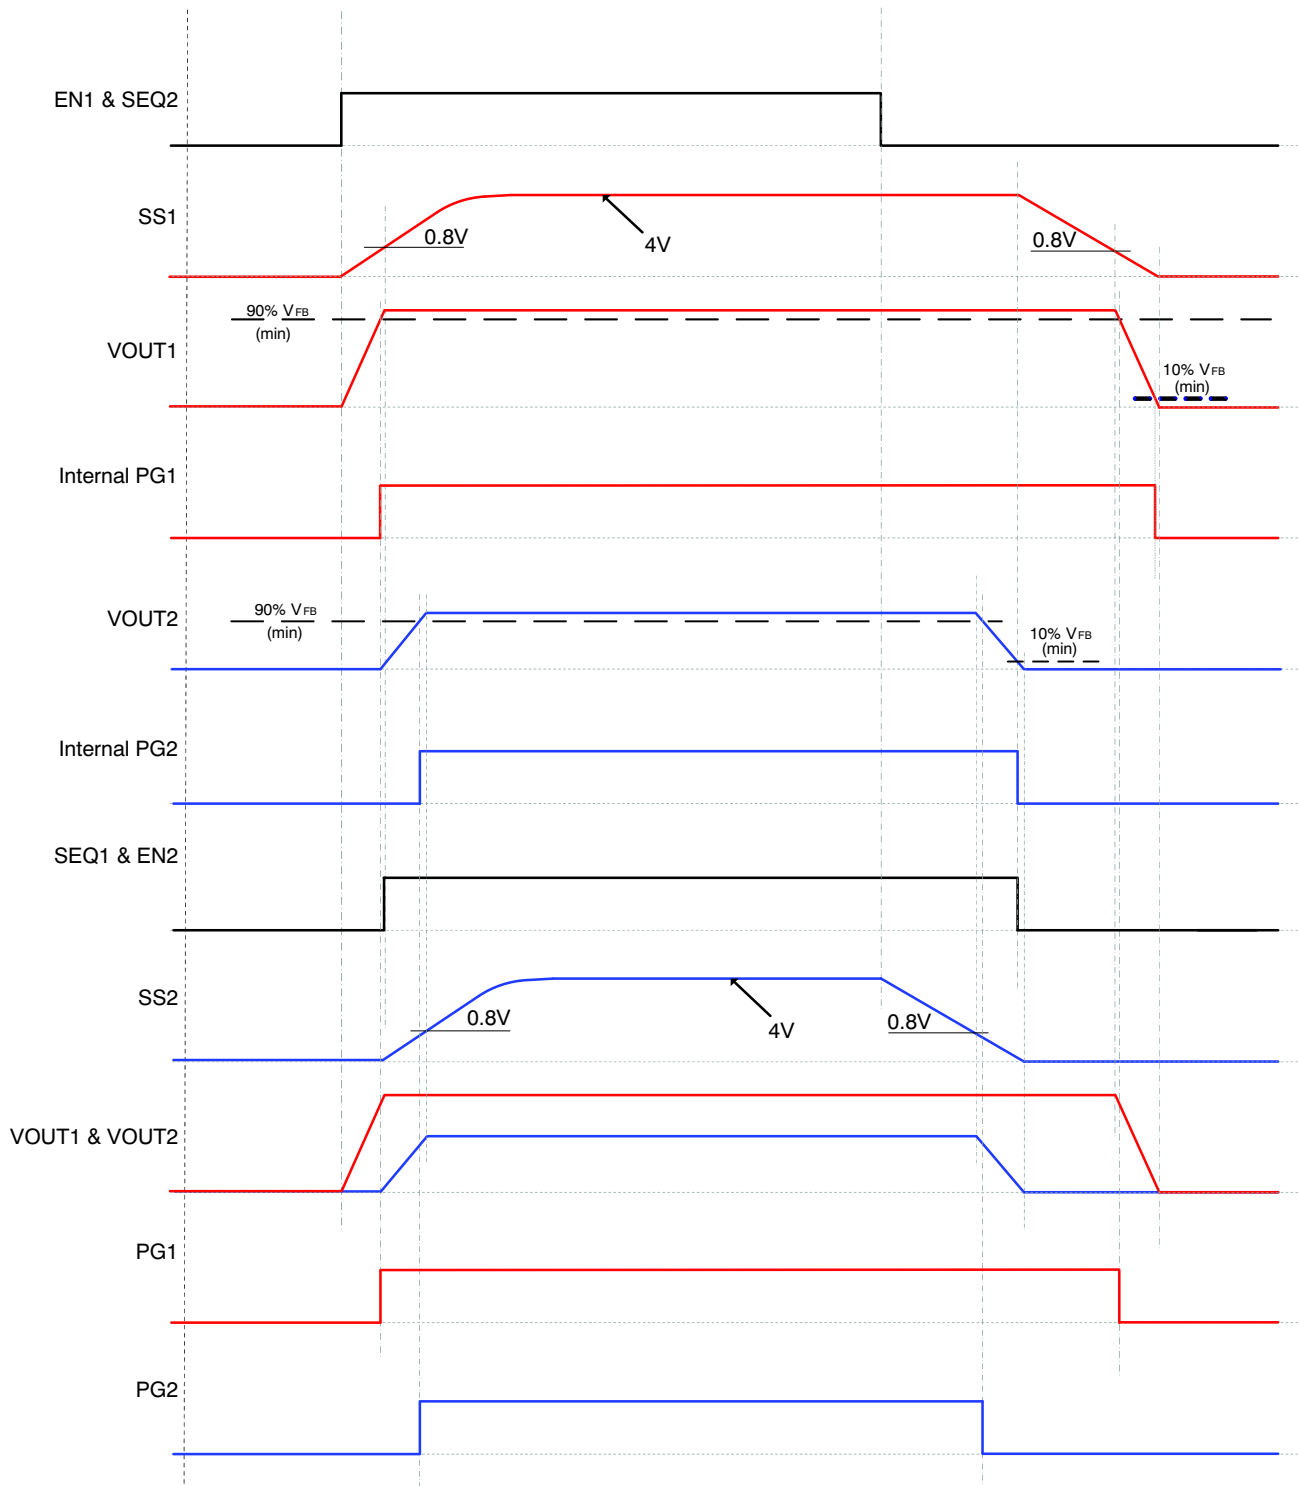 EN1 & SEQ2
SS1
0.8V
4V
0.8V
90% VFB
(min)
VOUT1
10% VFB
(min)
Internal PG1
VOUT2
90% VFB
(min)
10% VFB
(min)
Internal PG2
SEQ1 & EN2
SS2
0.8V
4V
0.8V
VOUT1 & VOUT2
PG1
PG2